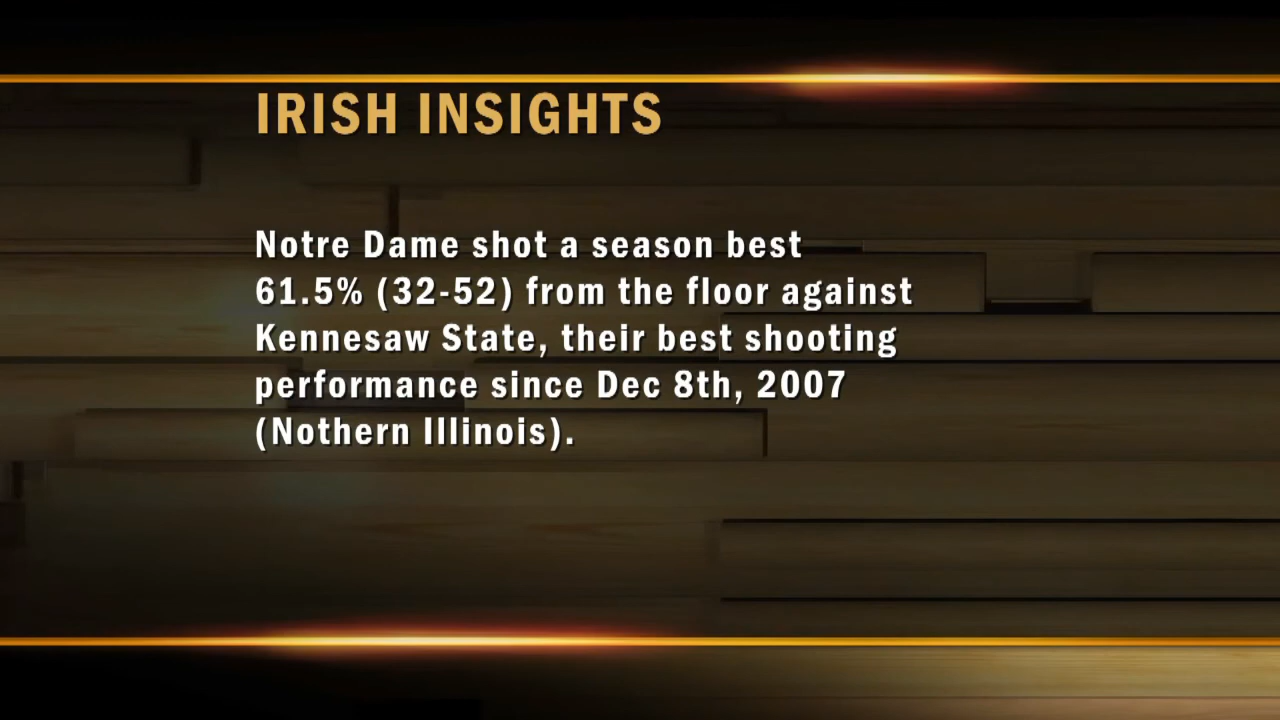 IRISH INSIGHTS
Notre Dame shot a season best
61.5% (32-52) from the floor against
Kennesaw State, their best shooting
performance since Dec 8th, 2007
(Nothern Illinois).